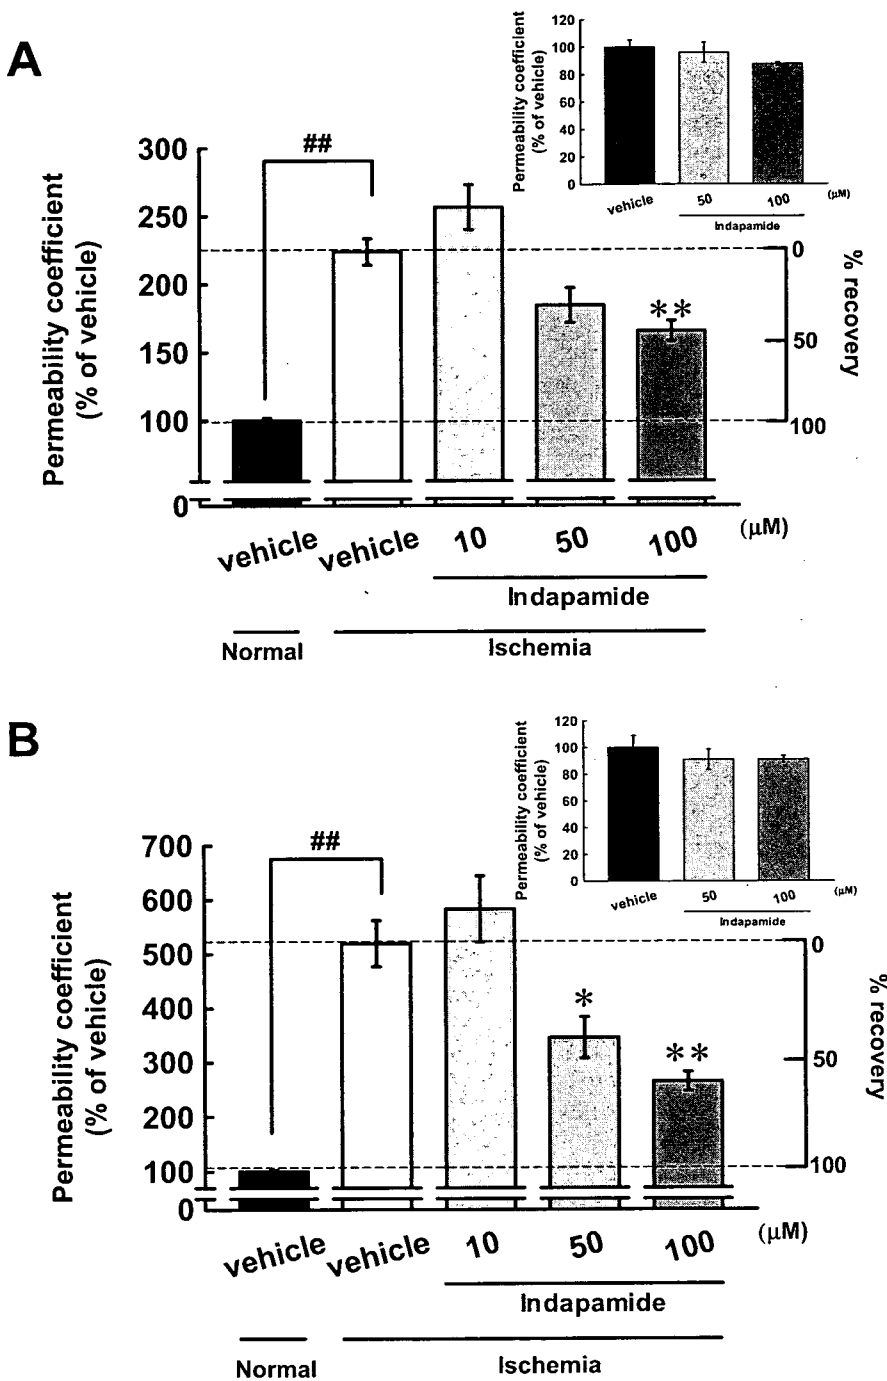 A
Permeability coefficient
(% of vehicle)
120
100
80
60
40
20
0
vehicle
50
100
(μM)
Indapamide
##
300
250
200
150
100
0
Permeability coefficient
(% of vehicle)
**
0
50
100
% recovery
vehicle
vehicle
10
50
100
(μM)
Indapamide
Normal
Ischemia
B
Permeability coefficient
(% of vehicle)
120
100
80
60
40
20
0
vehicle
50
100
(μM)
Indapamide
##
700
600
500
400
300
200
100
0
Permeability coefficient
(% of vehicle)
*
**
0
50
100
% recovery
vehicle
vehicle
10
50
100
(μM)
Indapamide
Normal
Ischemia